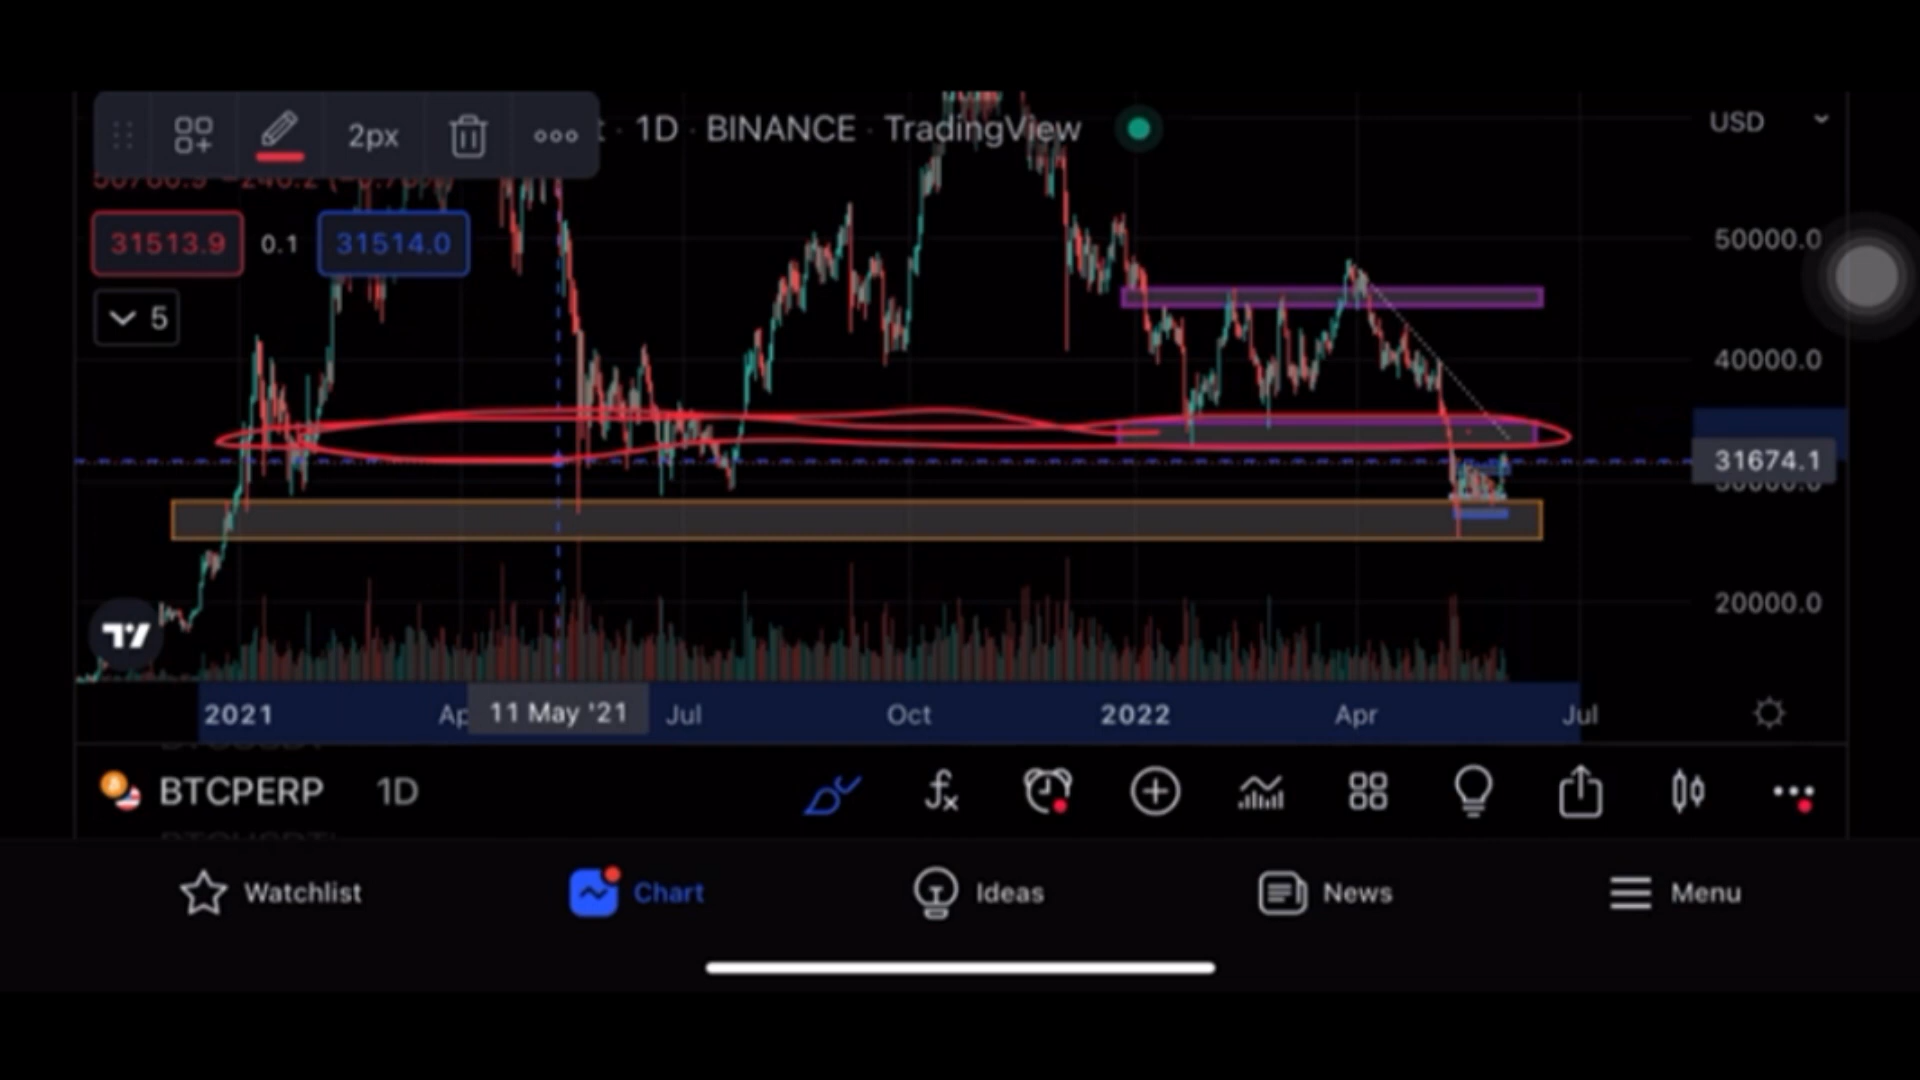 2px
t · 1D · BINANCE · TradingView
USD
31513.9 0.1 31514.0
50000.0
5
40000.0
31674.1
20000.0
2021
11 May '21
Jul
Oct
2022
Apr
Jul
BTCPERP 1D
Watchlist
Chart
Ideas
News
Menu